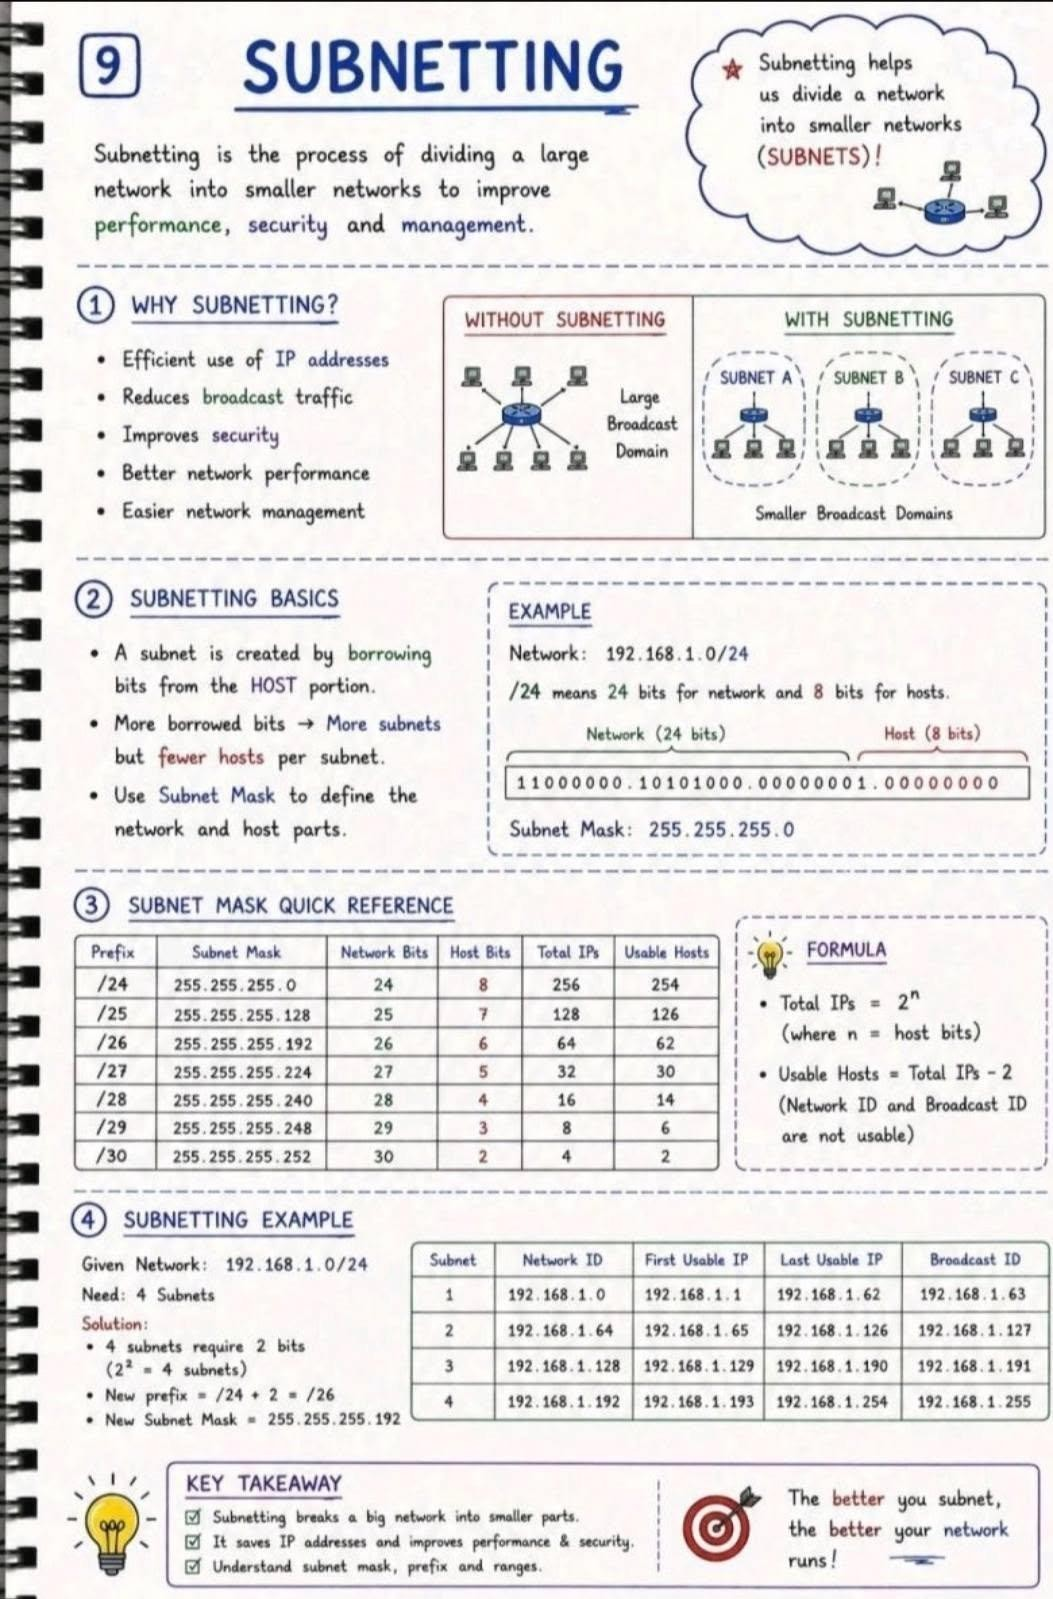 9
SUBNETTING
Subnetting is the process of dividing a large
network into smaller networks to improve
performance, security and management.
Subnetting helps
us divide a network
into smaller networks
(SUBNETS)!
1 WHY SUBNETTING?
• Efficient use of IP addresses
• Reduces broadcast traffic
• Improves security
• Better network performance
• Easier network management
WITHOUT SUBNETTING
Large
Broadcast
Domain
WITH SUBNETTING
SUBNET A SUBNET B SUBNET C
Smaller Broadcast Domains
2 SUBNETTING BASICS
• A subnet is created by borrowing
bits from the HOST portion.
• More borrowed bits → More subnets
but fewer hosts per subnet.
• Use Subnet Mask to define the
network and host parts.
EXAMPLE
Network: 192.168.1.0/24
/24 means 24 bits for network and 8 bits for hosts.
Network (24 bits) Host (8 bits)
11000000.10101000.00000001.00000000
Subnet Mask: 255.255.255.0
3 SUBNET MASK QUICK REFERENCE
Prefix Subnet Mask Network Bits Host Bits Total IPs Usable Hosts
/24 255.255.255.0 24 8 256 254
/25 255.255.255.128 25 7 128 126
/26 255.255.255.192 26 6 64 62
/27 255.255.255.224 27 5 32 30
/28 255.255.255.240 28 4 16 14
/29 255.255.255.248 29 3 8 6
/30 255.255.255.252 30 2 4 2
FORMULA
• Total IPs = 2ⁿ
(where n = host bits)
• Usable Hosts = Total IPs - 2
(Network ID and Broadcast ID
are not usable)
4 SUBNETTING EXAMPLE
Given Network: 192.168.1.0/24
Need: 4 Subnets
Solution:
• 4 subnets require 2 bits
(2² = 4 subnets)
• New prefix = /24 + 2 = /26
• New Subnet Mask = 255.255.255.192
Subnet Network ID First Usable IP Last Usable IP Broadcast ID
1 192.168.1.0 192.168.1.1 192.168.1.62 192.168.1.63
2 192.168.1.64 192.168.1.65 192.168.1.126 192.168.1.127
3 192.168.1.128 192.168.1.129 192.168.1.190 192.168.1.191
4 192.168.1.192 192.168.1.193 192.168.1.254 192.168.1.255
KEY TAKEAWAY
☑ Subnetting breaks a big network into smaller parts.
☑ It saves IP addresses and improves performance & security.
☑ Understand subnet mask, prefix and ranges.
The better you subnet,
the better your network
runs!